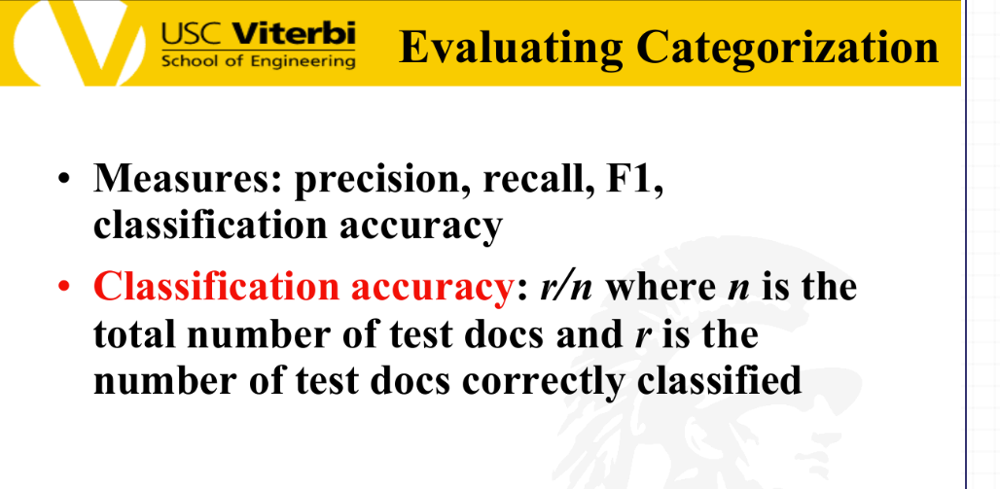 USC Viterbi
School of Engineering
Evaluating Categorization
• Measures: precision, recall, F1,
classification accuracy
• Classification accuracy: r/n where n is the
total number of test docs and r is the
number of test docs correctly classified